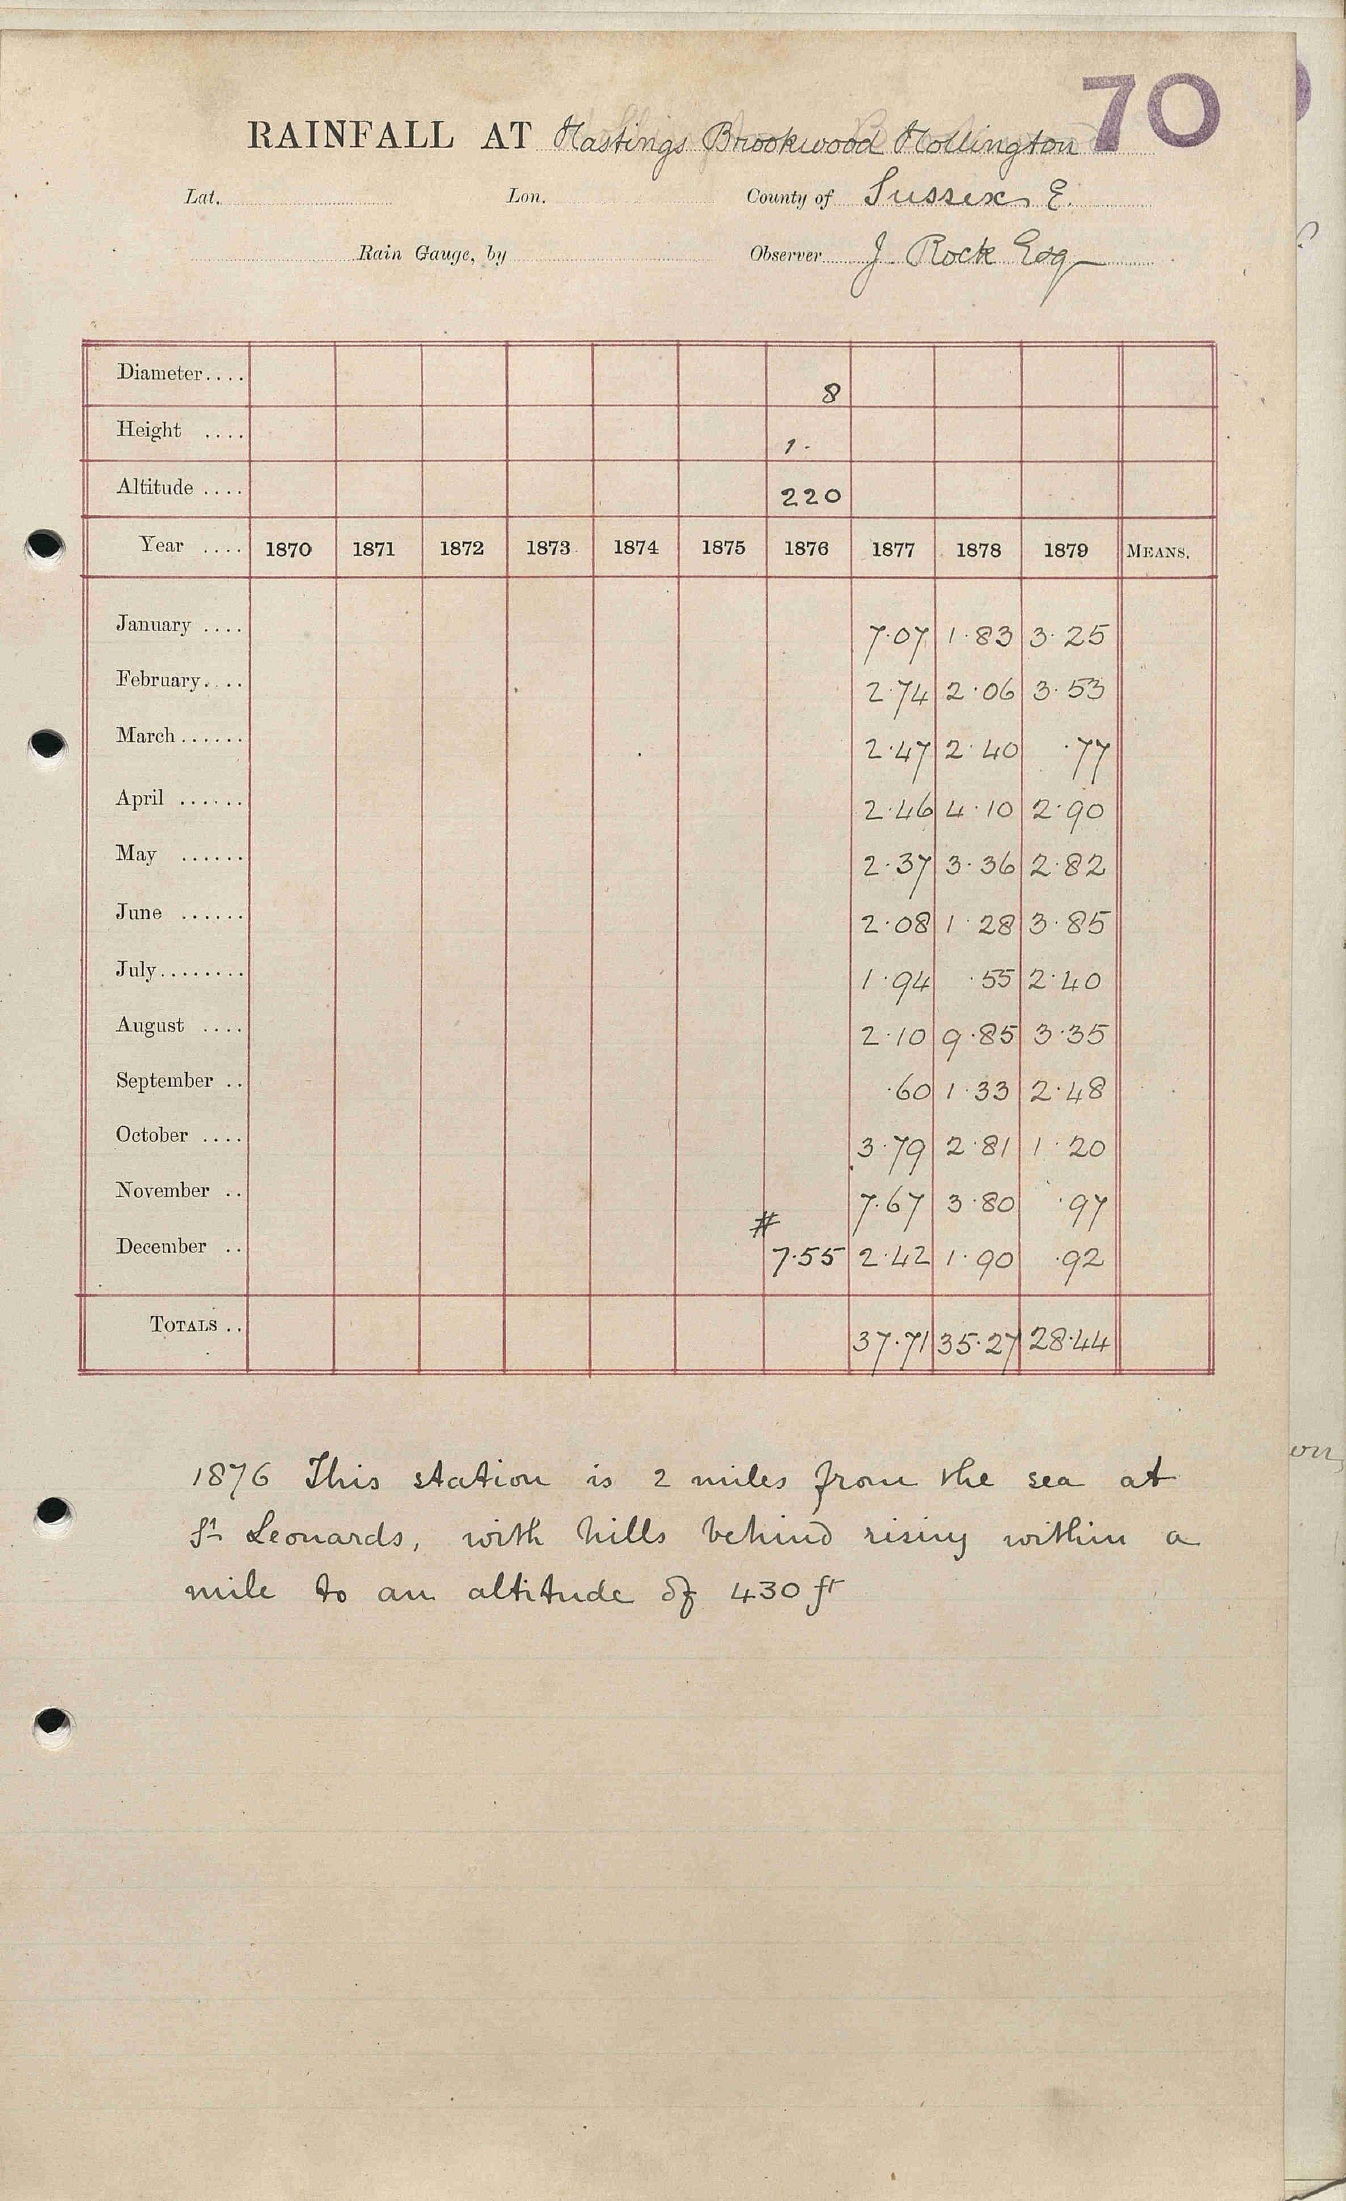 70
RAINFALL AT Hastings Brookwood Hollington
Lat. Lon. County of Sussex E.
Rain Gauge, by Observer J. Rock Esq
Diameter.... 8
Height .... 1.
Altitude .... 220
Year .... 1870 1871 1872 1873 1874 1875 1876 1877 1878 1879 MEANS.
January .... 7.07 1.83 3.25
February.... 2.74 2.06 3.53
March...... 2.47 2.40 .77
April ...... 2.46 4.10 2.90
May ...... 2.37 3.36 2.82
June ...... 2.08 1.28 3.85
July........ 1.94 .55 2.40
August .... 2.10 9.85 3.35
September .. .60 1.33 2.48
October .... 3.79 2.81 1.20
November .. 7.67 3.80 .97
#
December .. 7.55 2.42 1.90 .92
TOTALS .. 37.71 35.27 28.44
1876 This station is 2 miles from the sea at
St Leonards, with hills behind rising within a
mile to an altitude of 430 ft